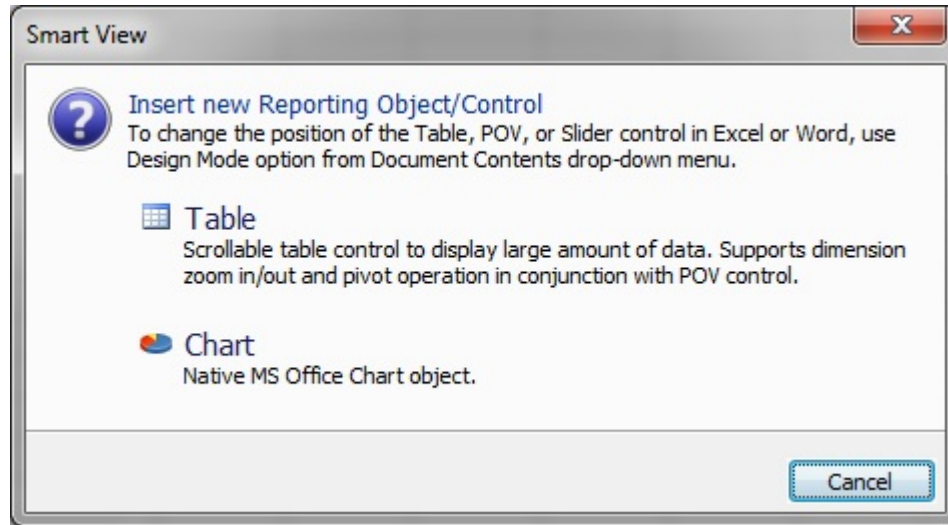 Smart View
Insert new Reporting Object/Control
To change the position of the Table, POV, or Slider control in Excel or Word, use
Design Mode option from Document Contents drop-down menu.
Table
Scrollable table control to display large amount of data. Supports dimension
zoom in/out and pivot operation in conjunction with POV control.
Chart
Native MS Office Chart object.
Cancel